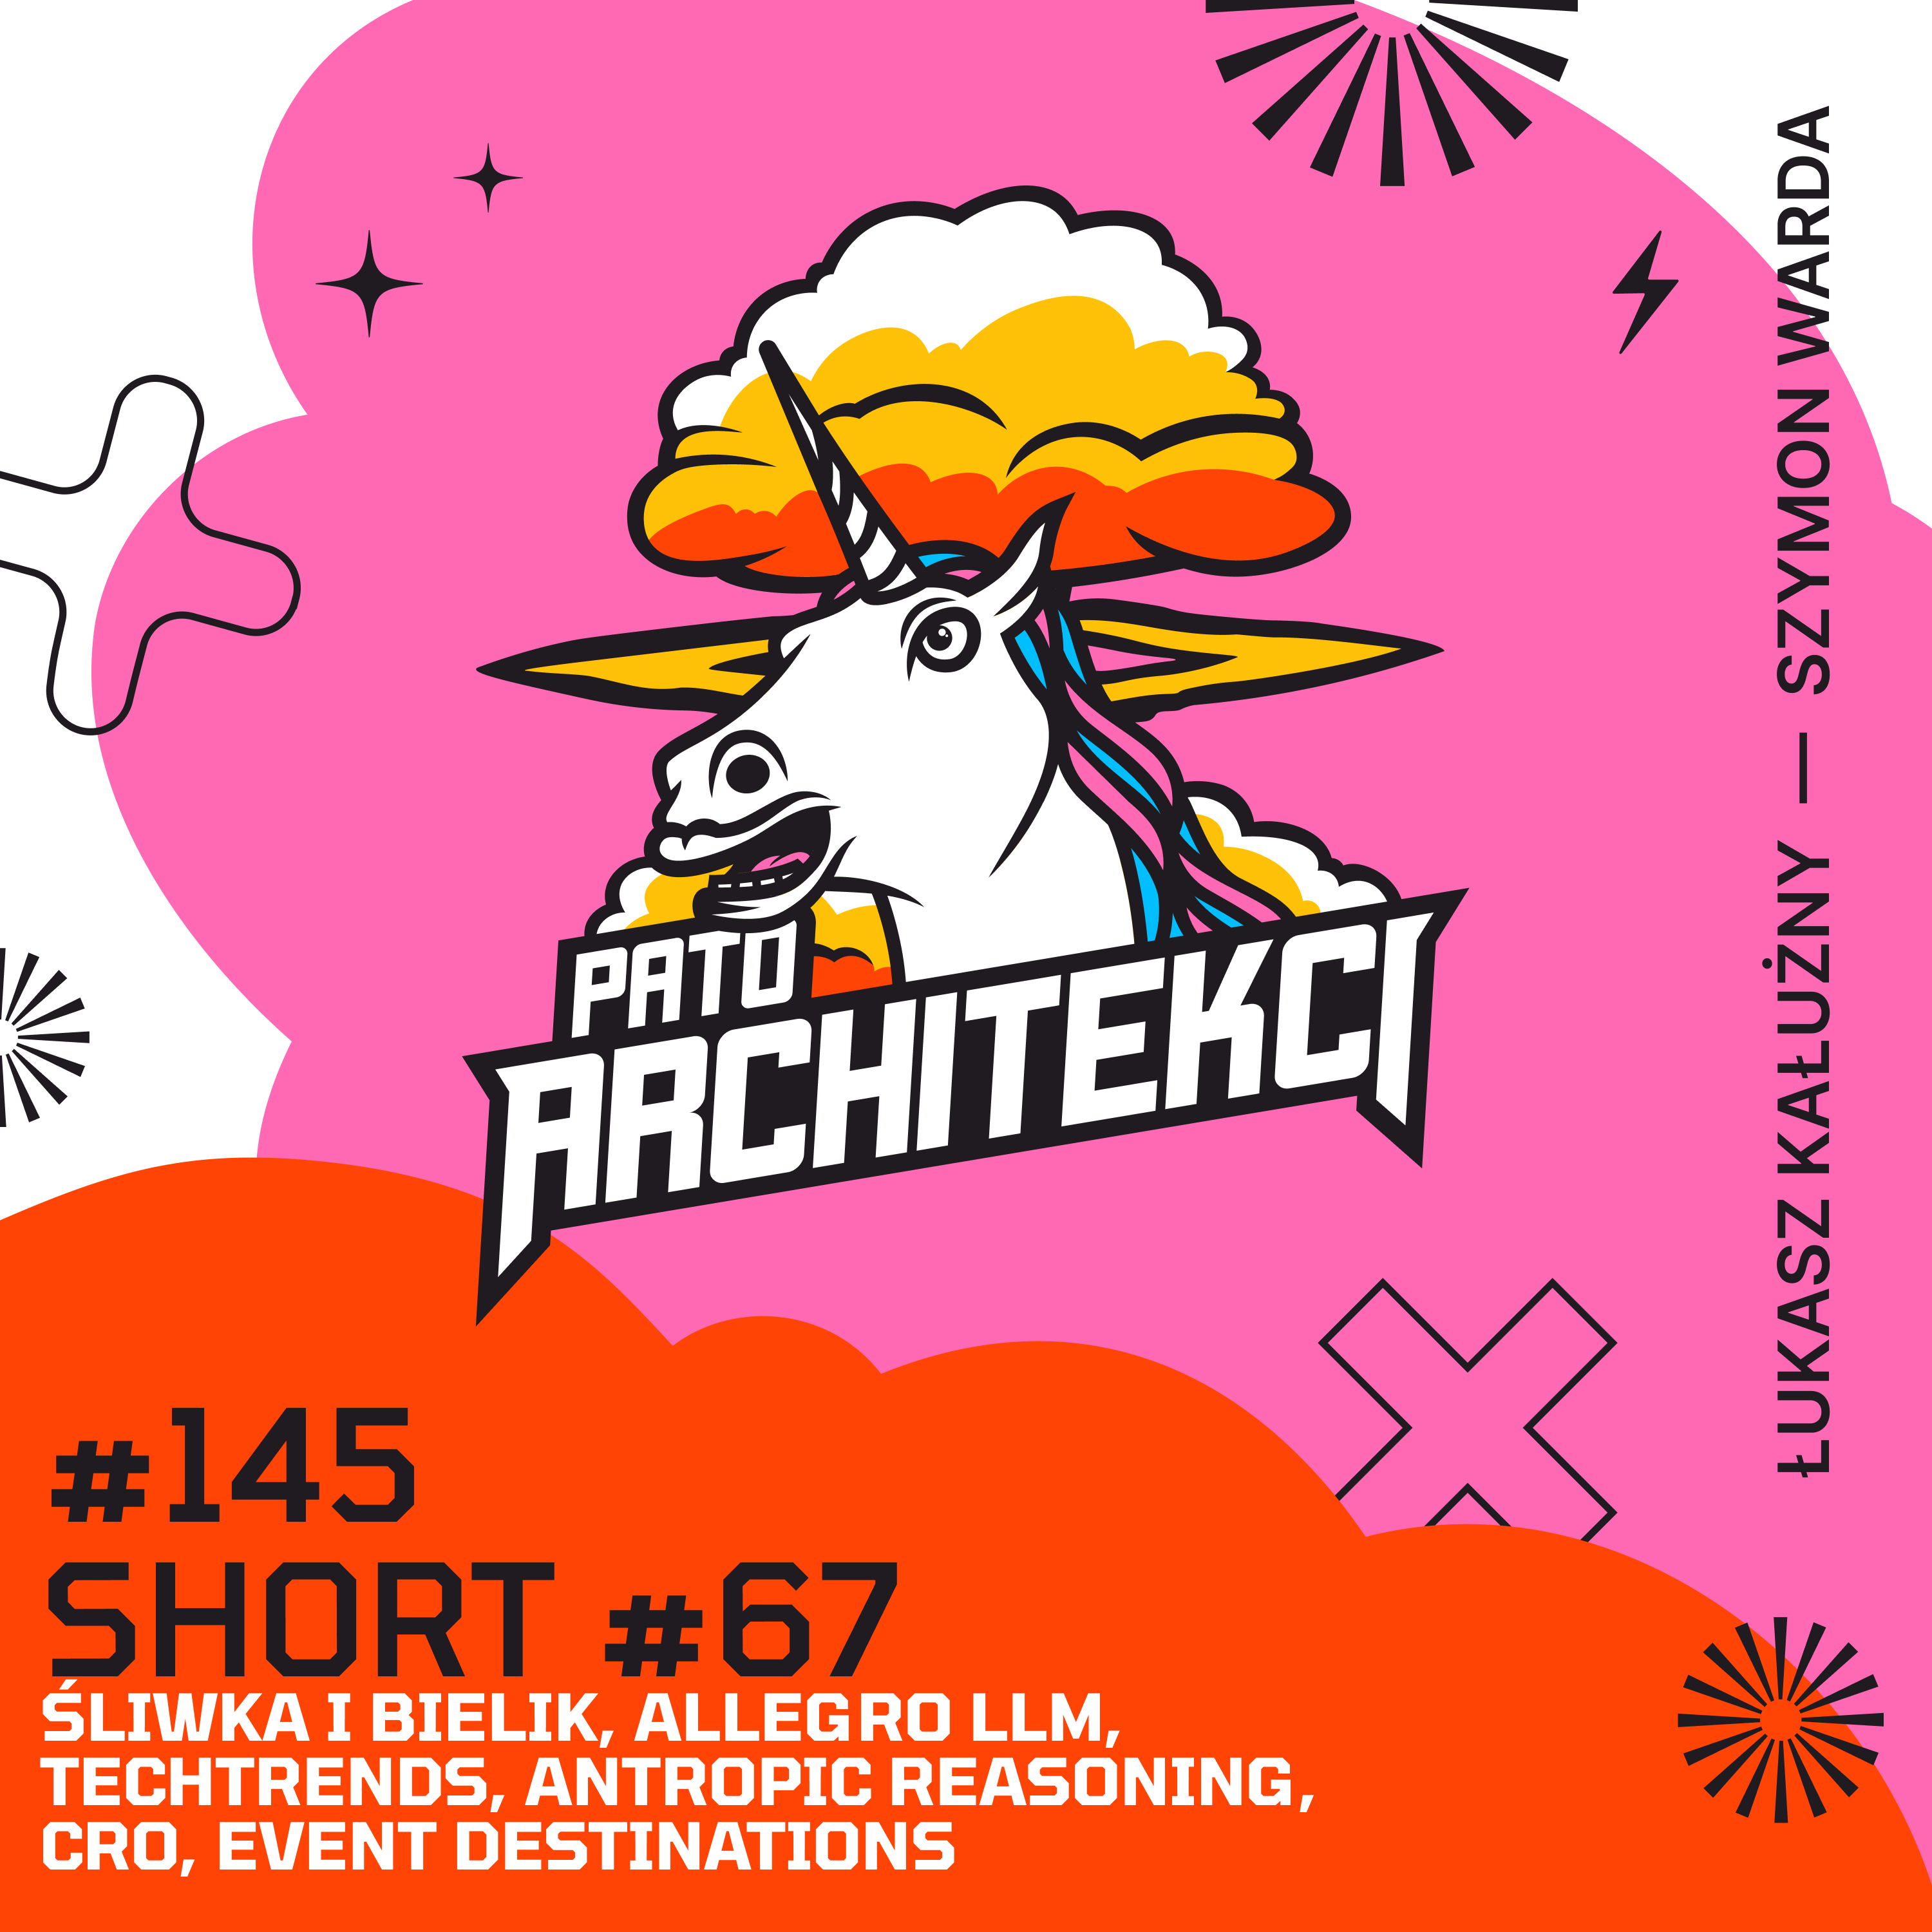 PATO
ARCHITEKCI
ŁUKASZ KAŁUŻNY — SZYMON WARDA
#145
SHORT #67
ŚLIWKA I BIELIK, ALLEGRO LLM,
TECHTRENDS, ANTROPIC REASONING,
CRO, EVENT DESTINATIONS